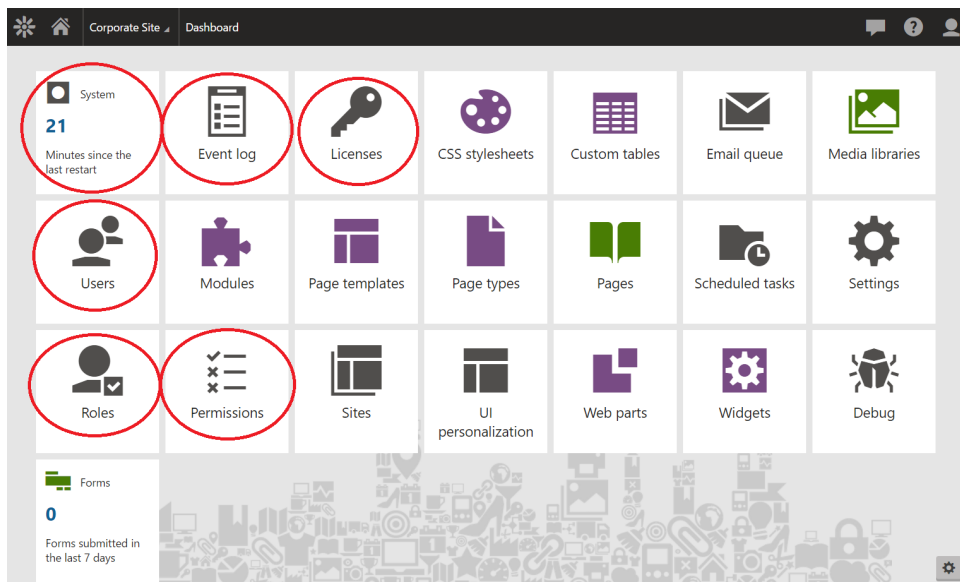 Corporate Site
Dashboard
System
21
Minutes since the
last restart
Event log
Licenses
CSS stylesheets
Custom tables
Email queue
Media libraries
Users
Modules
Page templates
Page types
Pages
Scheduled tasks
Settings
Roles
Permissions
Sites
UI
personalization
Web parts
Widgets
Debug
Forms
0
Forms submitted in
the last 7 days